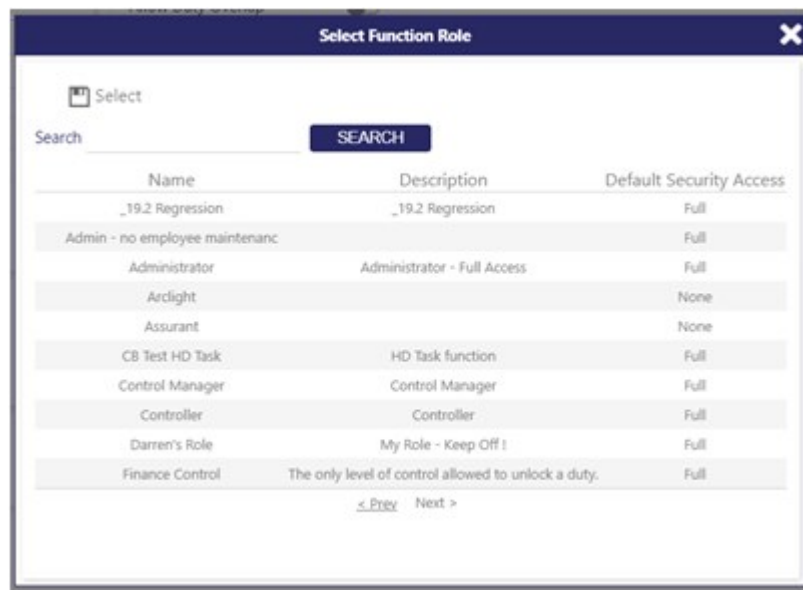 Allow Duty Overlap
Select Function Role
Select
Search SEARCH
Name Description Default Security Access
_19.2 Regression _19.2 Regression Full
Admin - no employee maintenanc Full
Administrator Administrator - Full Access Full
Arclight None
Assurant None
CB Test HD Task HD Task function Full
Control Manager Control Manager Full
Controller Controller Full
Darren's Role My Role - Keep Off ! Full
Finance Control The only level of control allowed to unlock a duty. Full
< Prev Next >